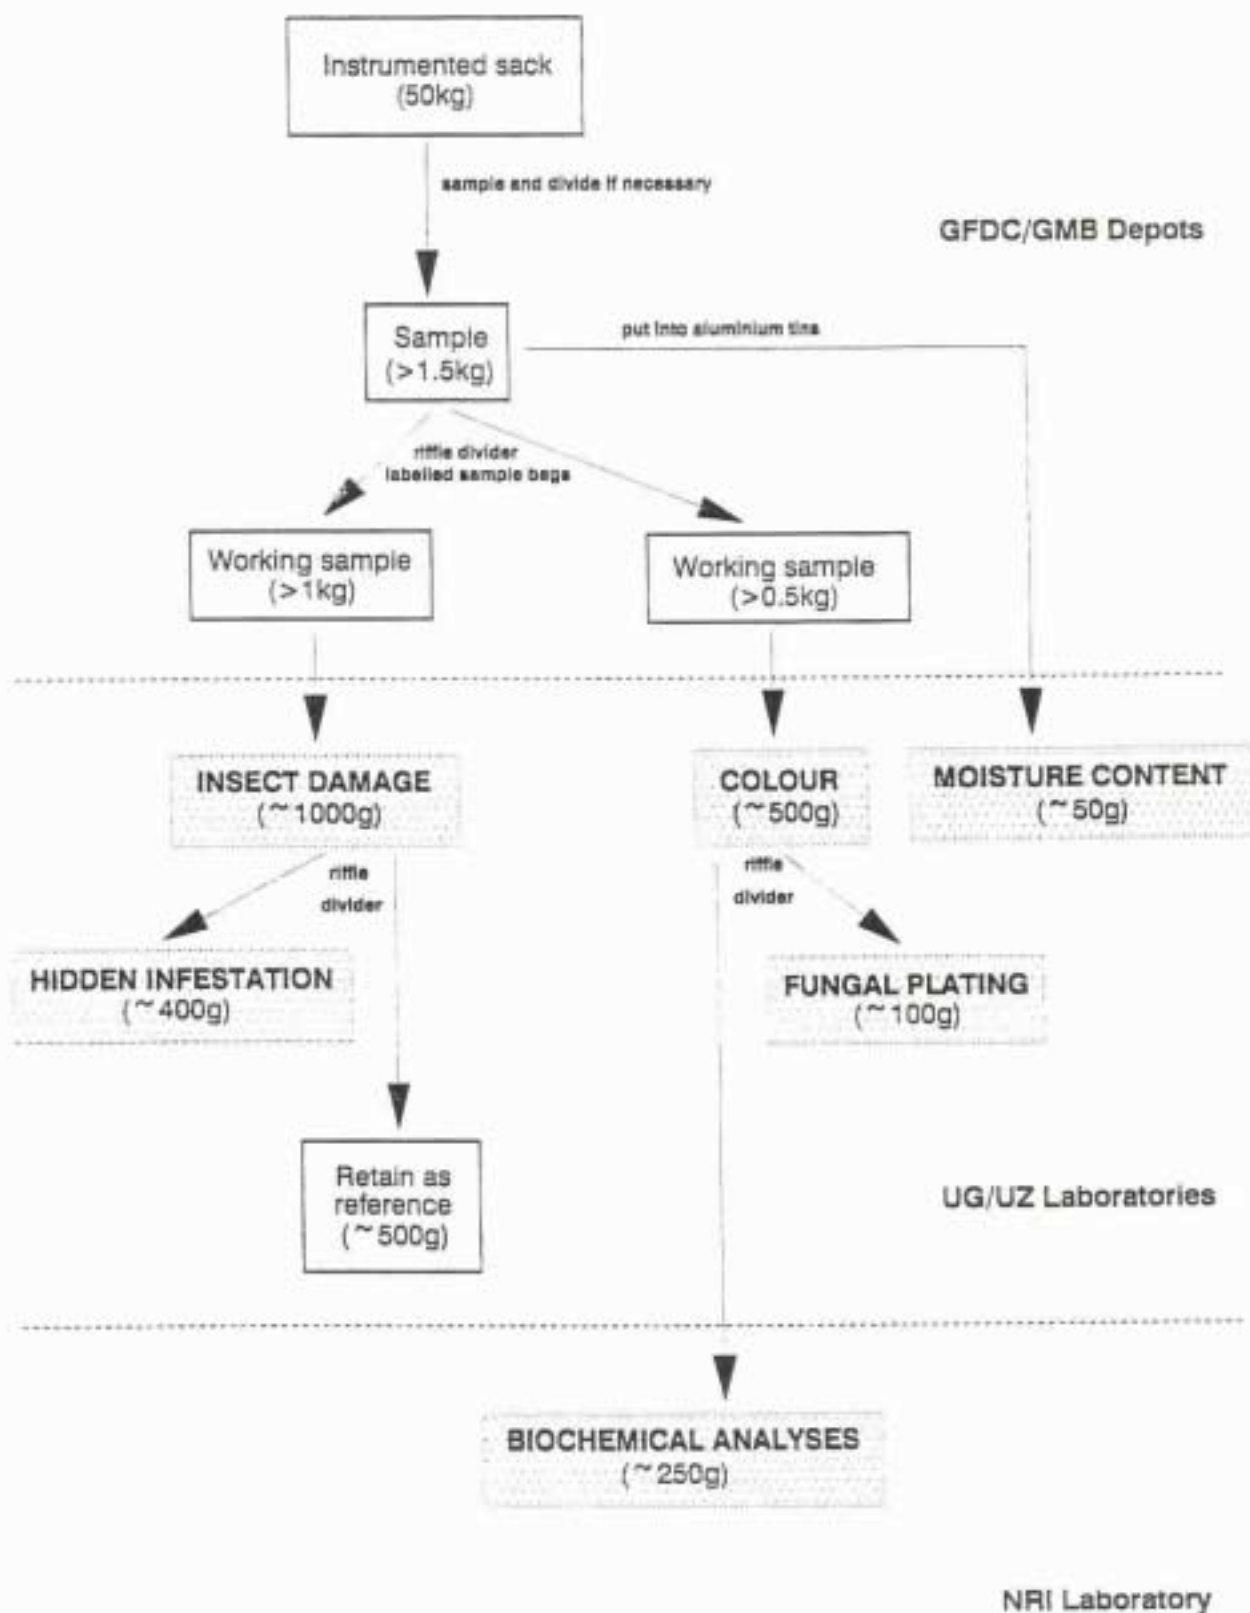 Instrumented sack
(50kg)
sample and divide if necessary
GFDC/GMB Depots
Sample
(>1.5kg)
put into aluminium tins
riffle divider
labelled sample bags
Working sample
(>1kg)
Working sample
(>0.5kg)
INSECT DAMAGE
(~1000g)
COLOUR
(~500g)
MOISTURE CONTENT
(~50g)
riffle
divider
riffle
divider
HIDDEN INFESTATION
(~400g)
FUNGAL PLATING
(~100g)
Retain as
reference
(~500g)
UG/UZ Laboratories
BIOCHEMICAL ANALYSES
(~250g)
NRI Laboratory